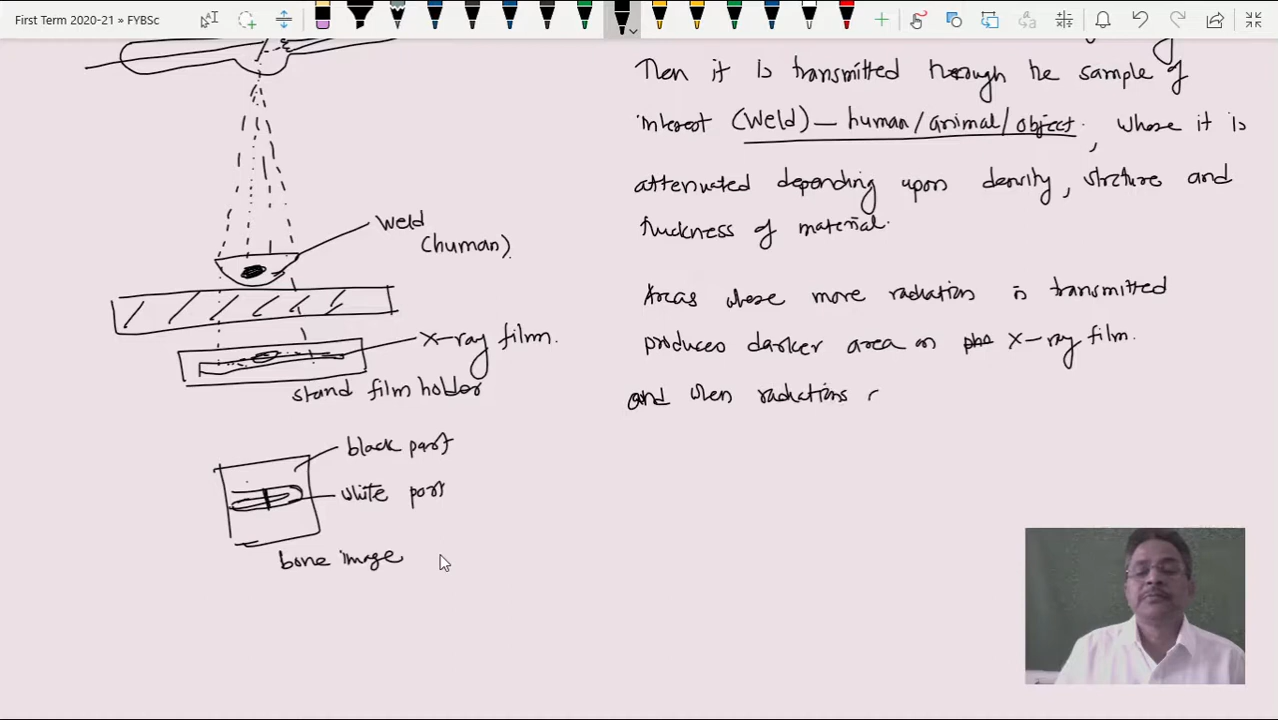 First Term 2020-21 » FYBSc
Then it is transmitted through the sample of
interest (Weld) — human/animal/object, where it is
attenuated depending upon density, strcture and
thickness of material.
Areas where more radiation is transmitted
produces darker area on X-ray film.
and when radiations
Weld
(human).
X-ray film.
stand film holder
black part
white part
bone image